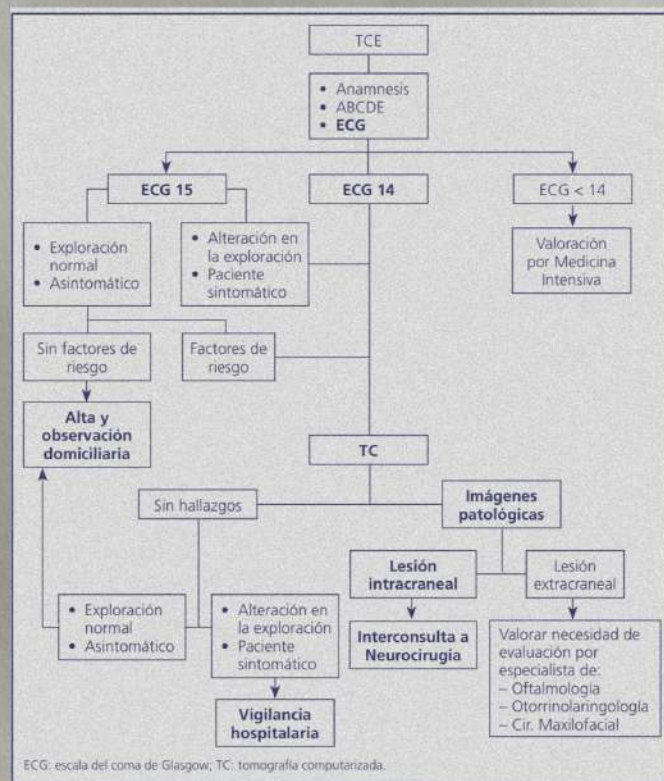 TCE
• Anamnesis
• ABCDE
• ECG
ECG 15
ECG 14
ECG < 14
• Exploración
normal
• Asintomático
• Alteración en
la exploración
• Paciente
sintomático
Valoración
por Medicina
Intensiva
Sin factores de
riesgo
Factores de
riesgo
Alta y
observación
domiciliaria
TC
Sin hallazgos
Imágenes
patológicas
• Exploración
normal
• Asintomático
• Alteración en
la exploración
• Paciente
sintomático
Vigilancia
hospitalaria
Lesión
intracraneal
Interconsulta a
Neurocirugía
Lesión
extracraneal
Valorar necesidad de
evaluación por
especialista de:
– Oftalmología
– Otorrinolaringología
– Cir. Maxilofacial
ECG: escala del coma de Glasgow; TC: tomografía computarizada.